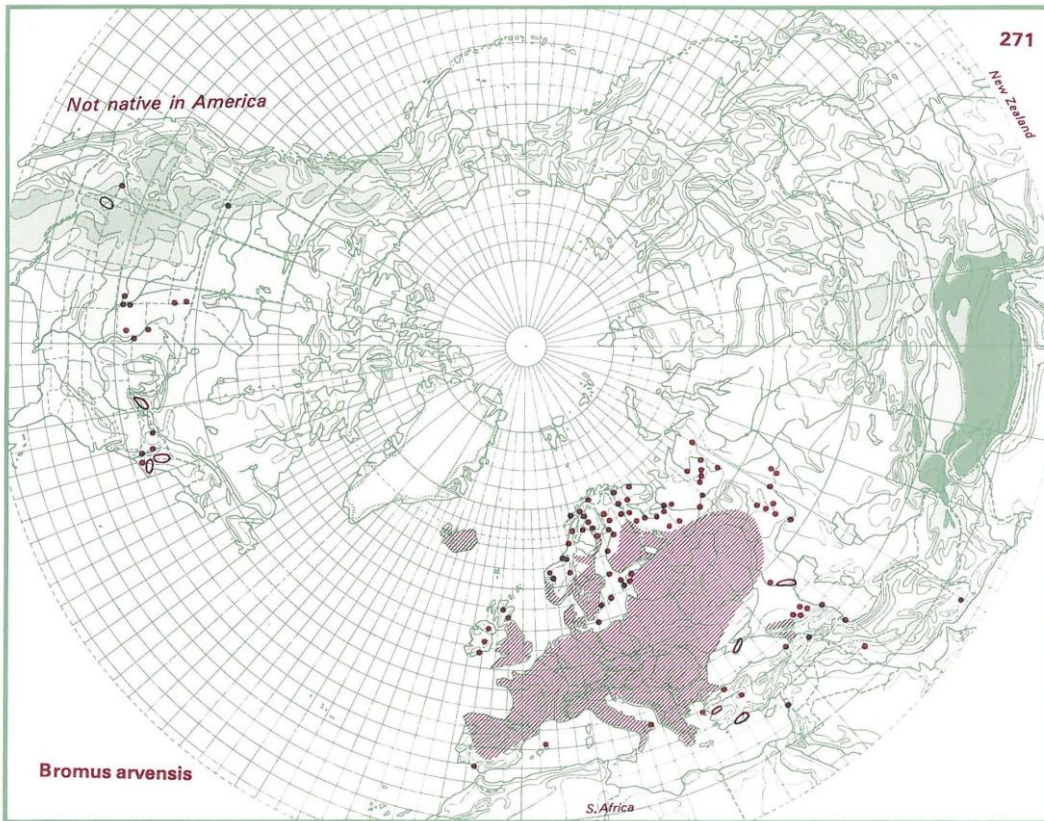 271
Not native in America
New Zealand
Bromus arvensis
S. Africa